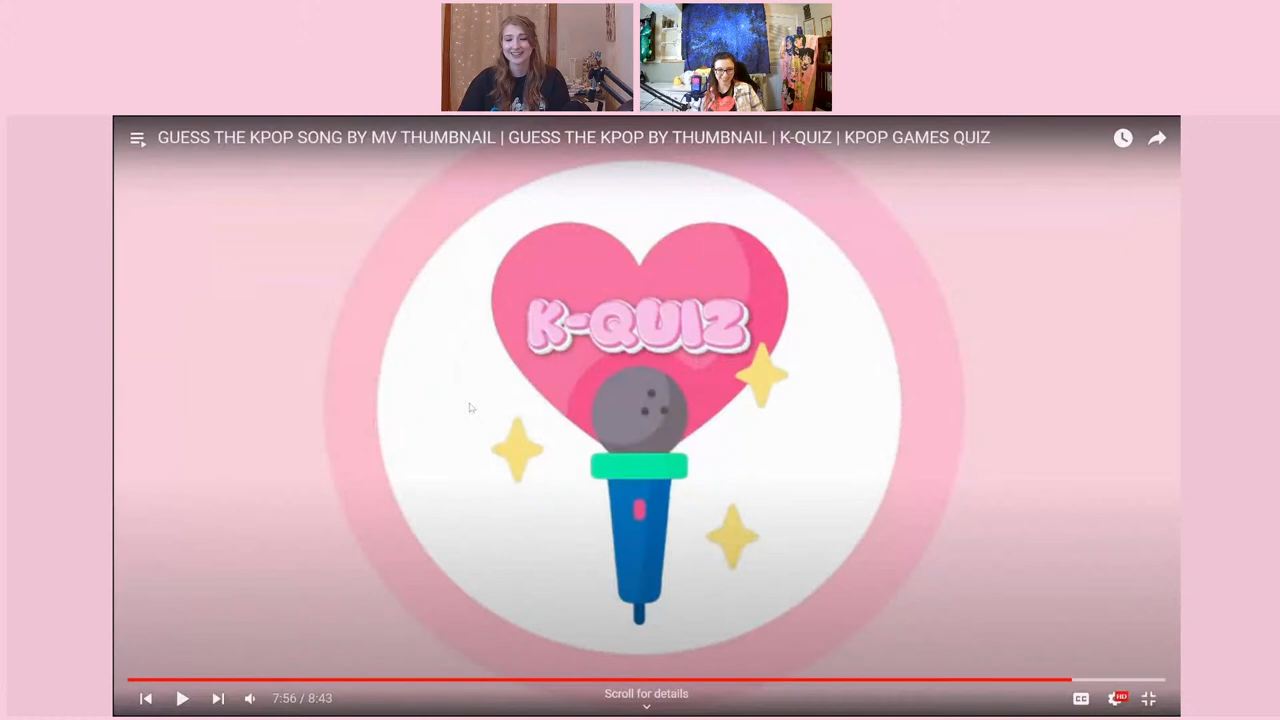 GUESS THE KPOP SONG BY MV THUMBNAIL | GUESS THE KPOP BY THUMBNAIL | K-QUIZ | KPOP GAMES QUIZ
K-QUIZ
7:56 / 8:43
Scroll for details
CC
HD